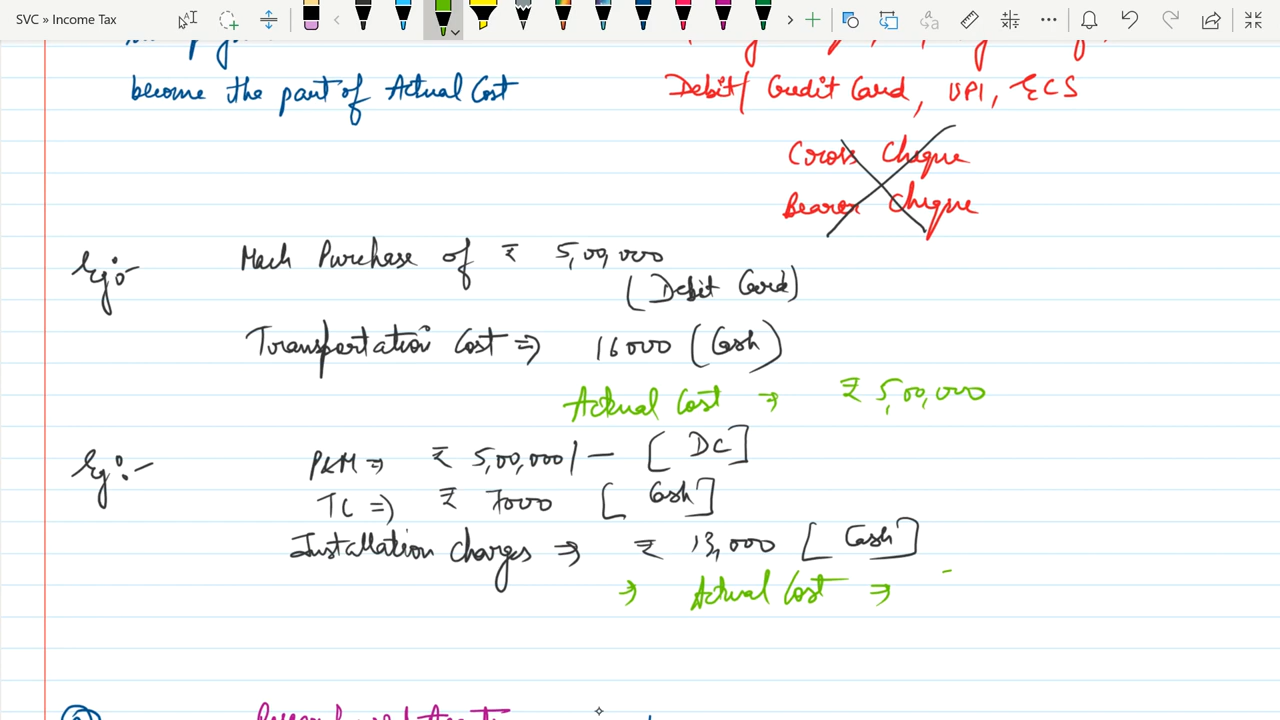 SVC » Income Tax
become the part of Actual Cost
Debit/ Credit Card, UPI, ECS
Cross Cheque
Bearer Cheque
Eg:-
Mach Purchase of ₹ 5,00,000
(Debit Card)
Transportation Cost ⇒ 16000 (Cash)
Actual Cost → ₹ 5,00,000
Eg:-
P&M ⇒ ₹ 5,00,000/- [DC]
TC ⇒ ₹ 7000 [Cash]
Installation Charges ⇒ ₹ 13,000 [Cash]
⇒ Actual Cost ⇒